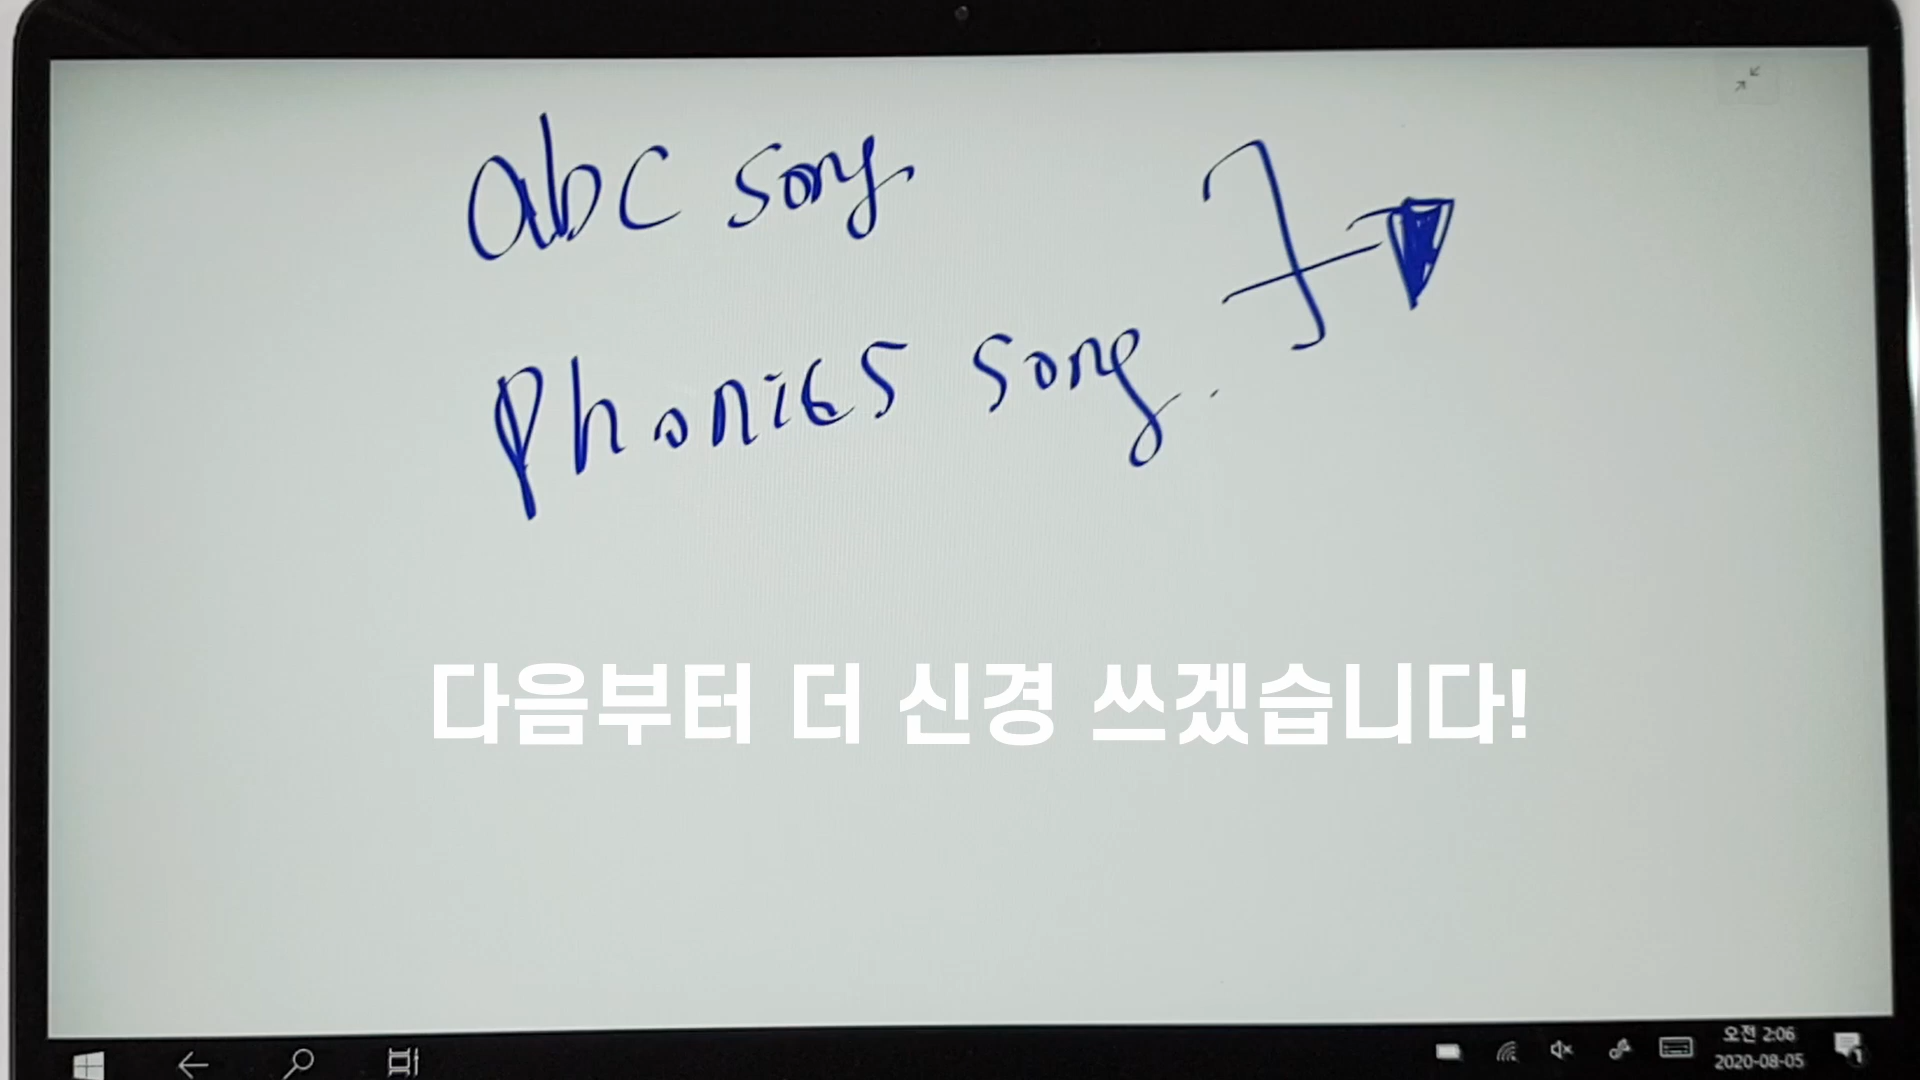 abc song
Phonics song
다음부터 더 신경 쓰겠습니다!
오전 2:06
2020-08-05
1